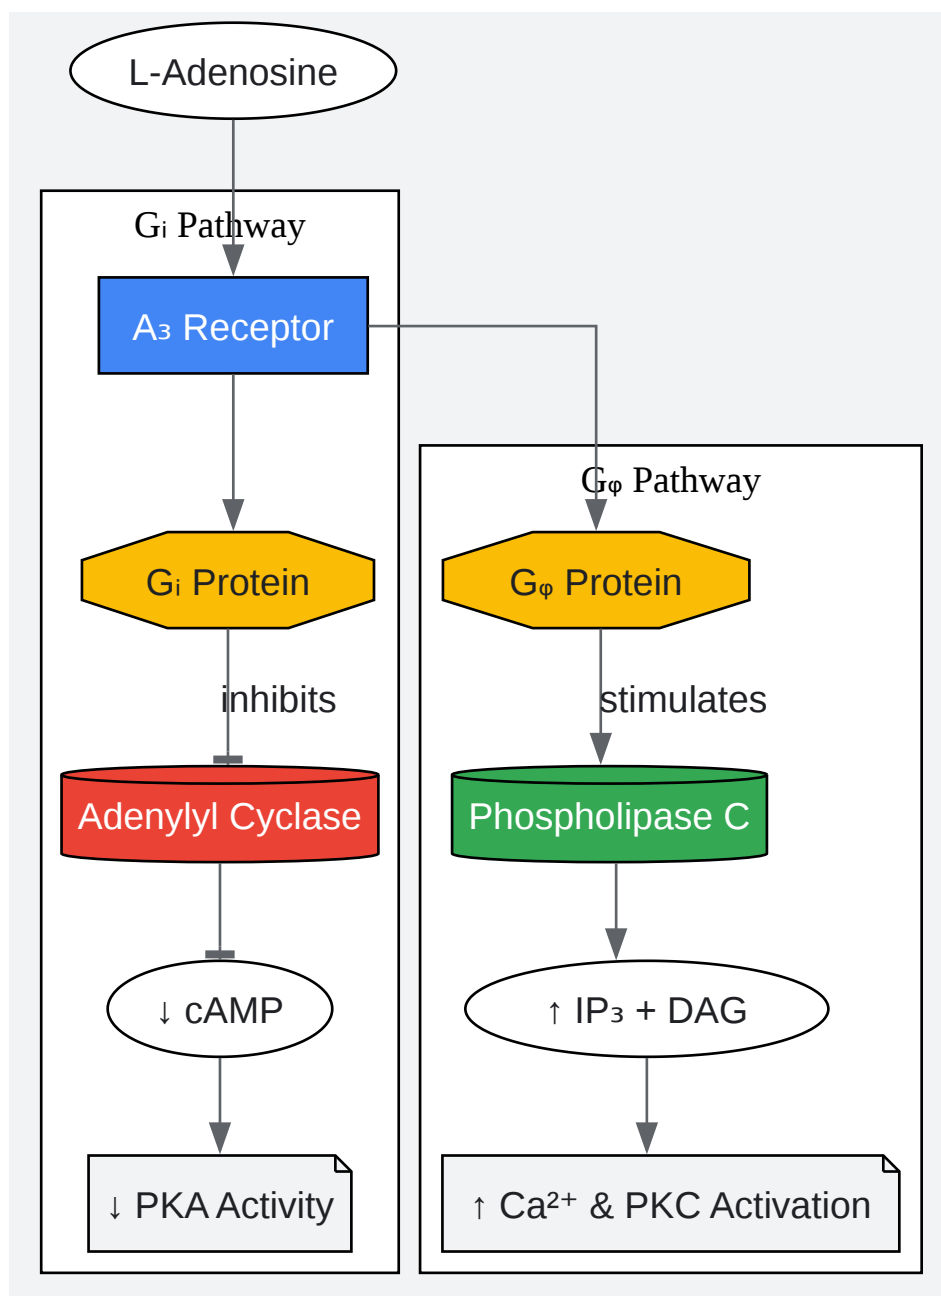 L-Adenosine
Gᵢ Pathway
A₃ Receptor
Gᵢ Protein
inhibits
Adenylyl Cyclase
↓ cAMP
↓ PKA Activity
Gᵩ Pathway
Gᵩ Protein
stimulates
Phospholipase C
↑ IP₃ + DAG
↑ Ca²⁺ & PKC Activation